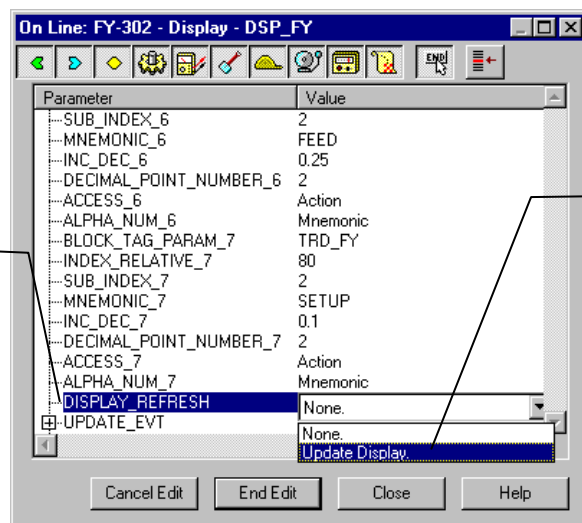 On Line: FY-302 - Display - DSP_FY
END
Parameter Value
SUB_INDEX_6 2
MNEMONIC_6 FEED
INC_DEC_6 0.25
DECIMAL_POINT_NUMBER_6 2
ACCESS_6 Action
ALPHA_NUM_6 Mnemonic
BLOCK_TAG_PARAM_7 TRD_FY
INDEX_RELATIVE_7 80
SUB_INDEX_7 2
MNEMONIC_7 SETUP
INC_DEC_7 0.1
DECIMAL_POINT_NUMBER_7 2
ACCESS_7 Action
ALPHA_NUM_7 Mnemonic
DISPLAY_REFRESH None.
UPDATE_EVT None.
Update Display.
Cancel Edit End Edit Close Help